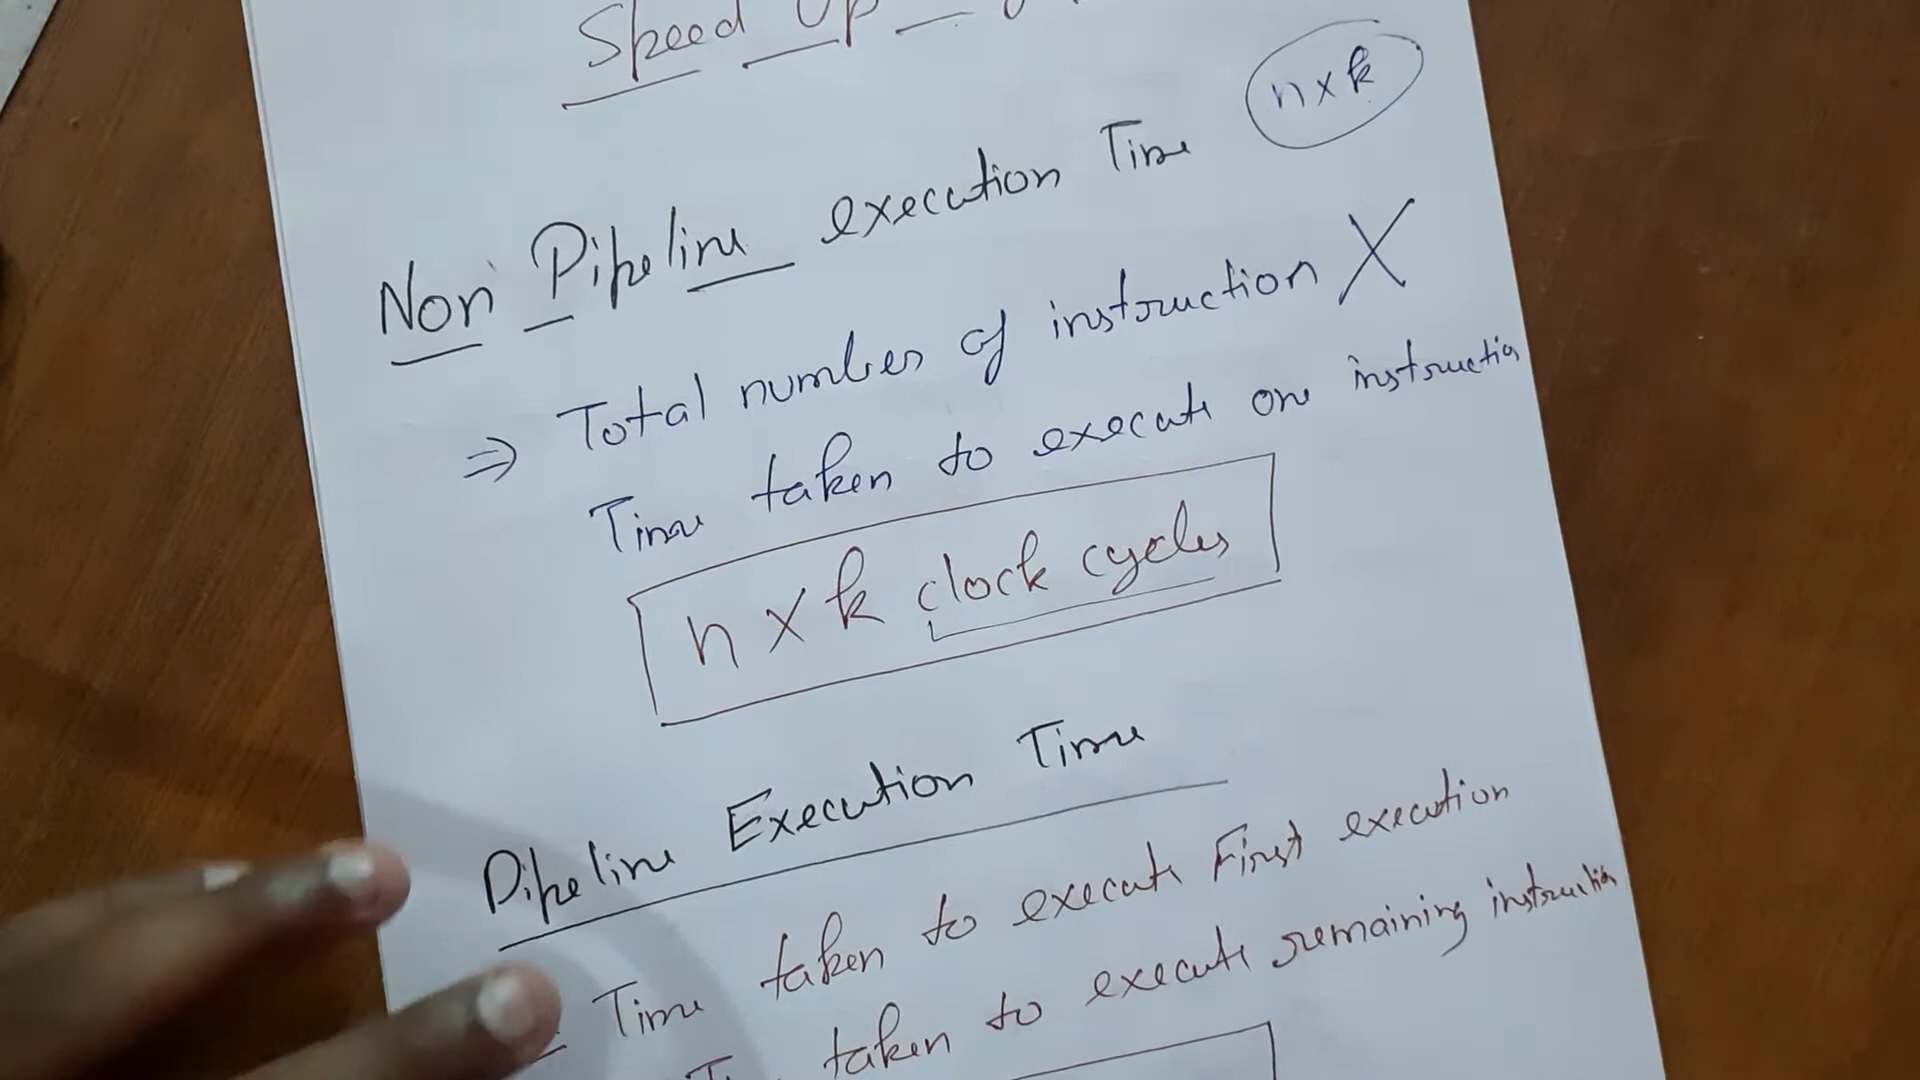 Speed Up
n x k
Non Pipeline execution Time
⇒ Total number of instruction X
Time taken to execute one instruction
n x k clock cycles
Pipeline Execution Time
Time taken to execute First execution
taken to execute remaining instruction